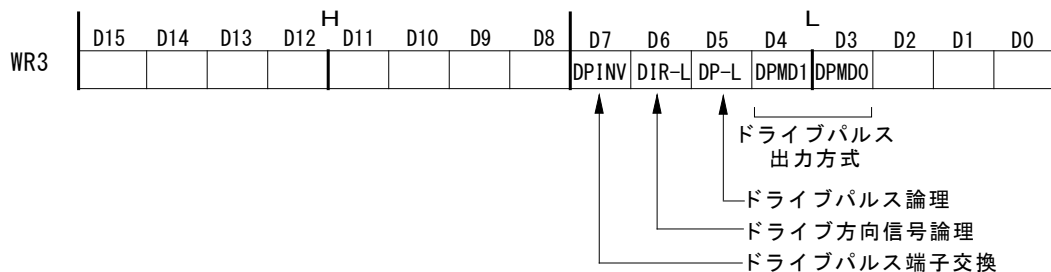 H L
D15 D14 D13 D12 D11 D10 D9 D8 D7 D6 D5 D4 D3 D2 D1 D0
WR3
DPINV DIR-L DP-L DPMD1 DPMD0
ドライブパルス
出力方式
ドライブパルス論理
ドライブ方向信号論理
ドライブパルス端子交換